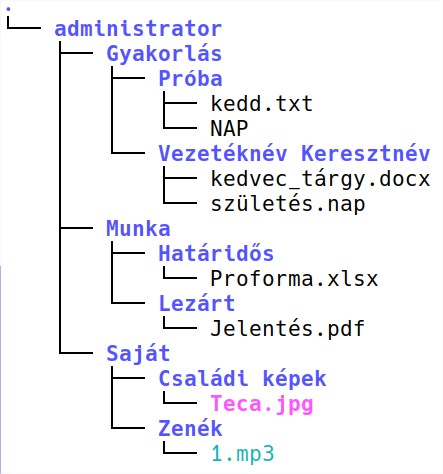 .
administrator
Gyakorlás
Próba
kedd.txt
NAP
Vezetéknév Keresztnév
kedvec_tárgy.docx
születés.nap
Munka
Határidős
Proforma.xlsx
Lezárt
Jelentés.pdf
Saját
Családi képek
Teca.jpg
Zenék
1.mp3